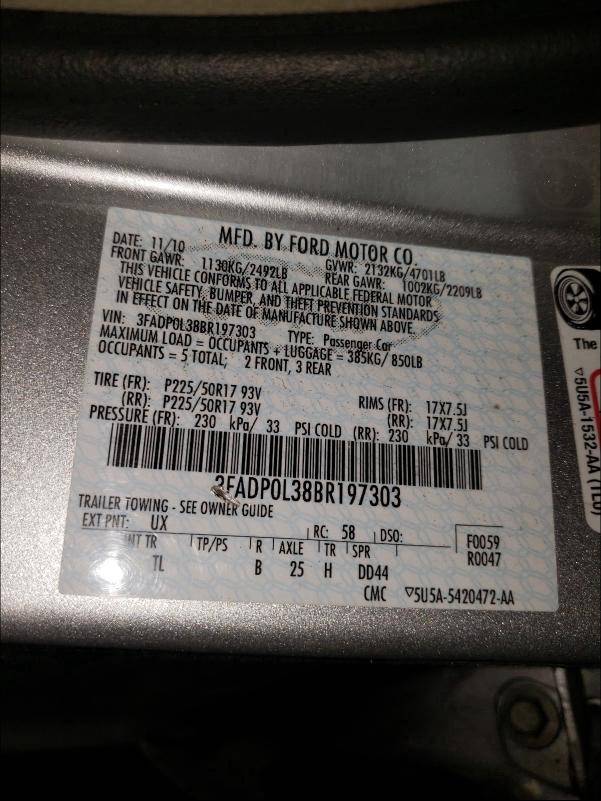 MFD. BY FORD MOTOR CO.
DATE: 11/10 GVWR: 2132KG/4701LB
FRONT GAWR: 1130KG/2492LB REAR GAWR: 1002KG/2209LB
THIS VEHICLE CONFORMS TO ALL APPLICABLE FEDERAL MOTOR
VEHICLE SAFETY, BUMPER, AND THEFT PREVENTION STANDARDS
IN EFFECT ON THE DATE OF MANUFACTURE SHOWN ABOVE.
VIN: 3FADP0L38BR197303 TYPE: Passenger Car
MAXIMUM LOAD = OCCUPANTS + LUGGAGE = 385KG/850LB
OCCUPANTS = 5 TOTAL; 2 FRONT, 3 REAR
TIRE (FR): P225/50R17 93V RIMS (FR): 17X7.5J
(RR): P225/50R17 93V (RR): 17X7.5J
PRESSURE (FR): 230 kPa/33 PSI COLD (RR): 230 kPa/33 PSI COLD
3FADP0L38BR197303
TRAILER TOWING - SEE OWNER GUIDE
EXT PNT: UX RC: 58 DSO: F0059
R0047
INT TR TP/PS R AXLE TR SPR
TL B 25 H DD44
CMC ▽5U5A-5420472-AA
The
▽5U5A-1532-AA (TL0)